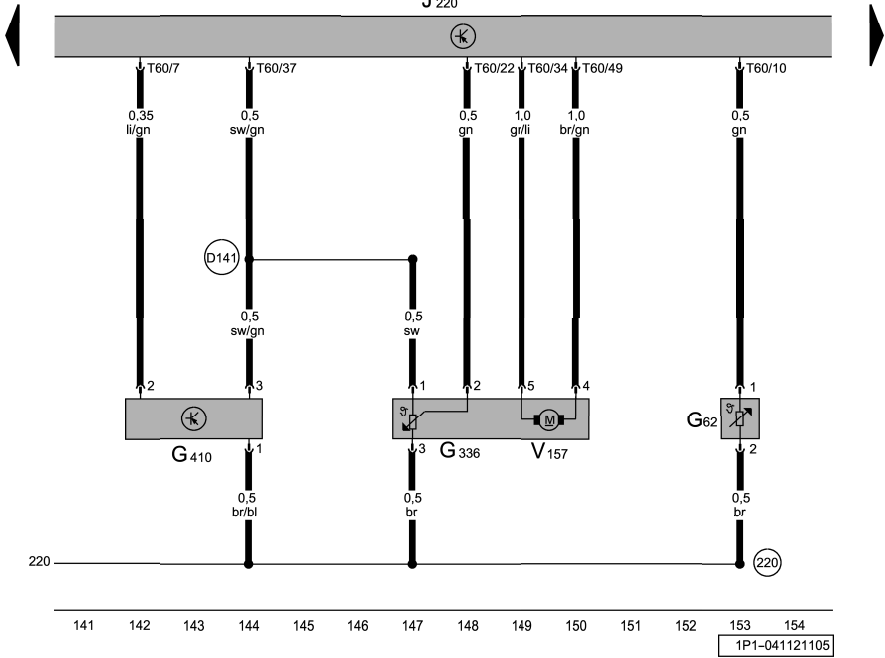 J 220
T60/7 T60/37 T60/22 T60/34 T60/49 T60/10
0,35 0,5 0,5 1,0 1,0 0,5
li/gn sw/gn gn gr/li br/gn gn
D141
0,5 0,5
sw/gn sw
2 3 1 2 5 4 1
M
G62
1 3 2
G410 G336 V157
0,5 0,5 0,5
br/bl br br
220 220
141 142 143 144 145 146 147 148 149 150 151 152 153 154
1P1-041121105